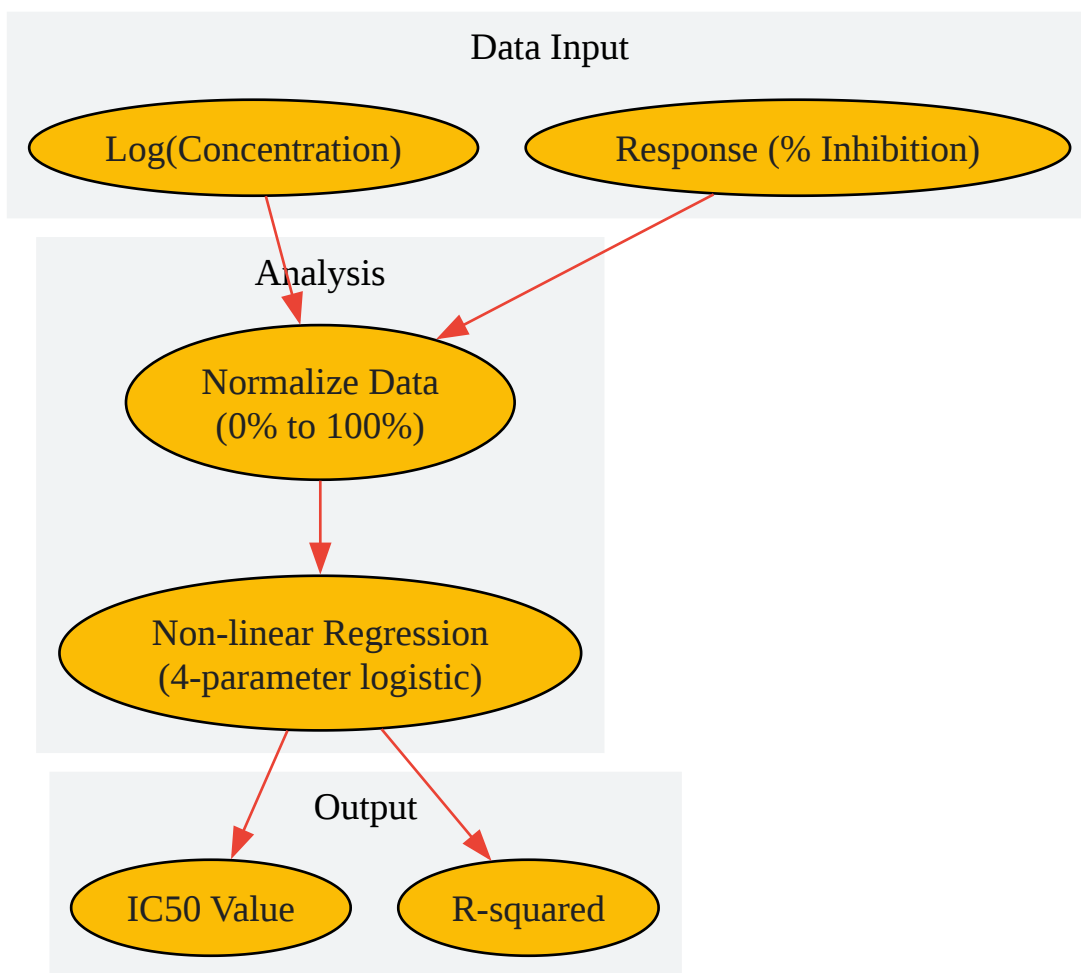 Data Input
Log(Concentration)
Response (% Inhibition)
Analysis
Normalize Data
(0% to 100%)
Non-linear Regression
(4-parameter logistic)
Output
IC50 Value
R-squared